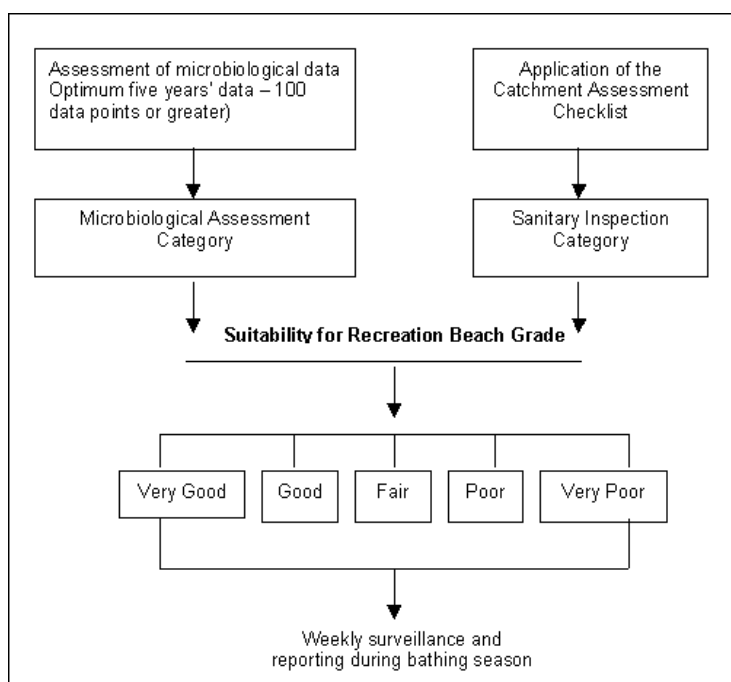 Assessment of microbiological data
Optimum five years' data – 100
data points or greater)
Application of the
Catchment Assessment
Checklist
Microbiological Assessment
Category
Sanitary Inspection
Category
Suitability for Recreation Beach Grade
Very Good
Good
Fair
Poor
Very Poor
Weekly surveillance and
reporting during bathing season